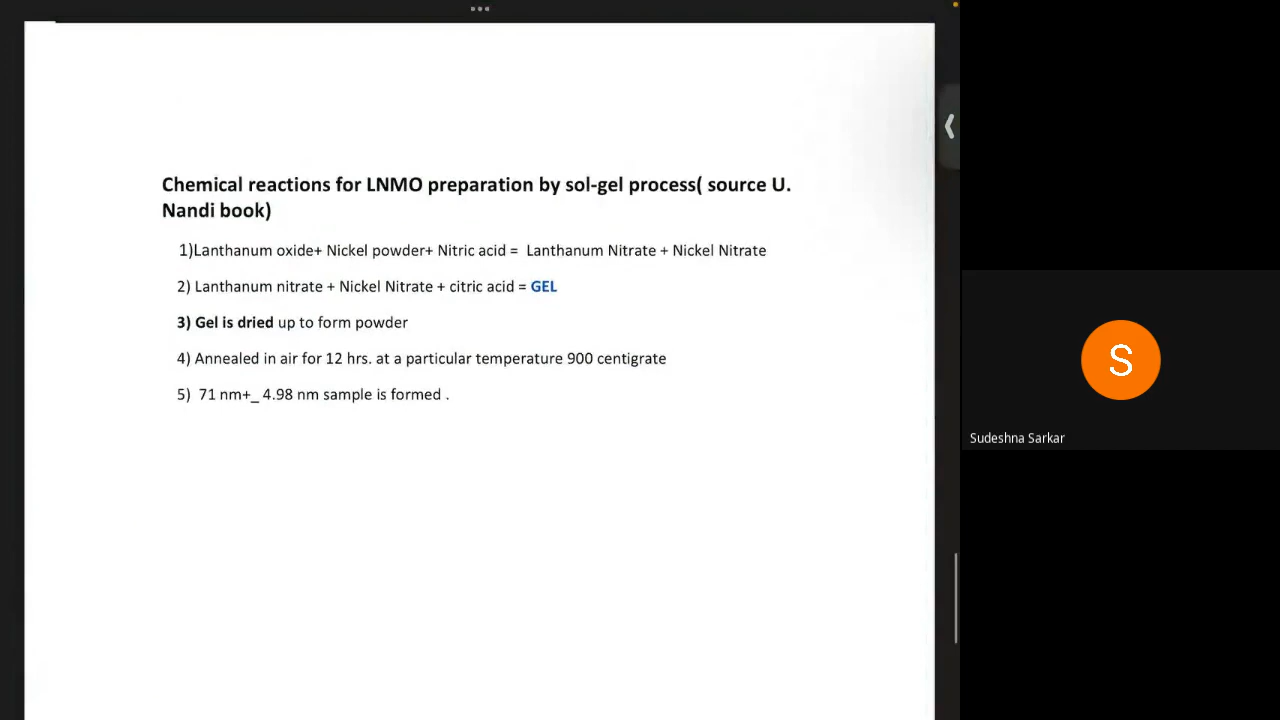 Chemical reactions for LNMO preparation by sol-gel process( source U.
Nandi book)
1)Lanthanum oxide+ Nickel powder+ Nitric acid =  Lanthanum Nitrate + Nickel Nitrate
2) Lanthanum nitrate + Nickel Nitrate + citric acid = GEL
3) Gel is dried up to form powder
4) Annealed in air for 12 hrs. at a particular temperature 900 centigrate
5)  71 nm+_ 4.98 nm sample is formed .
S
Sudeshna Sarkar